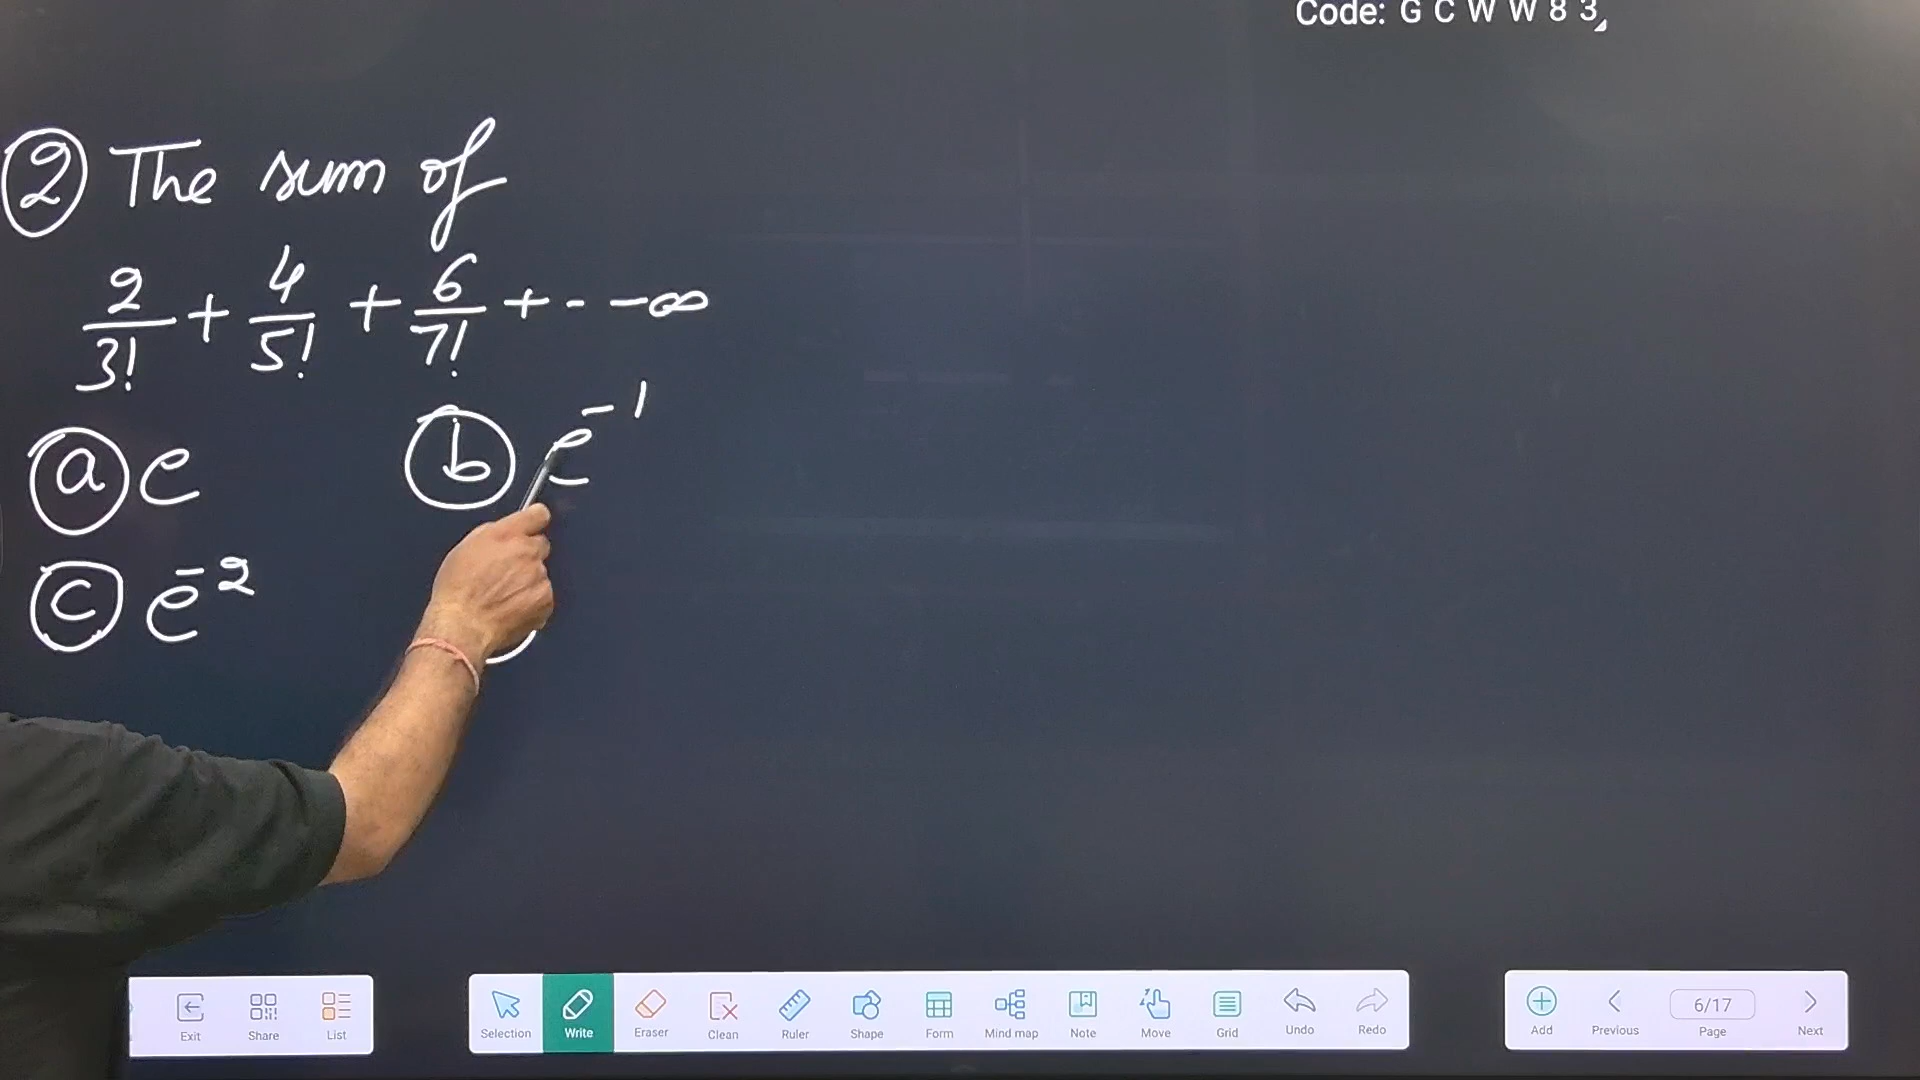 Code: G C W W 8 3
② The sum of
2/3! + 4/5! + 6/7! + - - - ∞
ⓐ e ⓑ e⁻¹
ⓒ e⁻²
Exit Share List Selection Write Eraser Clean Ruler Shape Form Mind map Note Move Grid Undo Redo Add Previous 6/17 Page Next